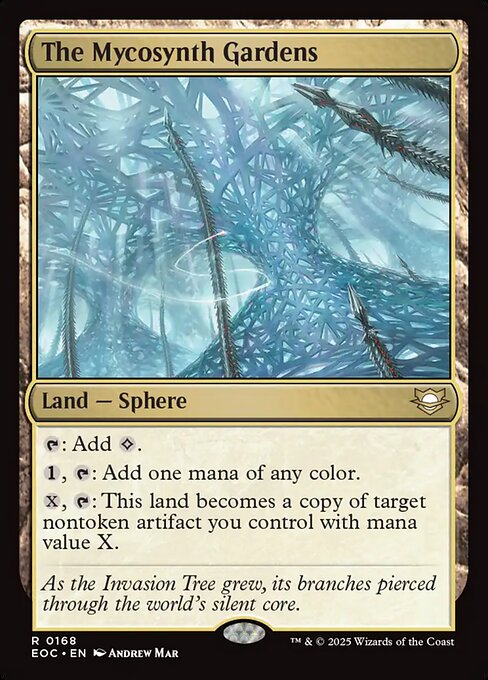 The Mycosynth Gardens
Land — Sphere
: Add .
1, : Add one mana of any color.
X, : This land becomes a copy of target
nontoken artifact you control with mana
value X.
As the Invasion Tree grew, its branches pierced
through the world's silent core.
R 0168
™ & © 2025 Wizards of the Coast
EOC • EN Andrew Mar